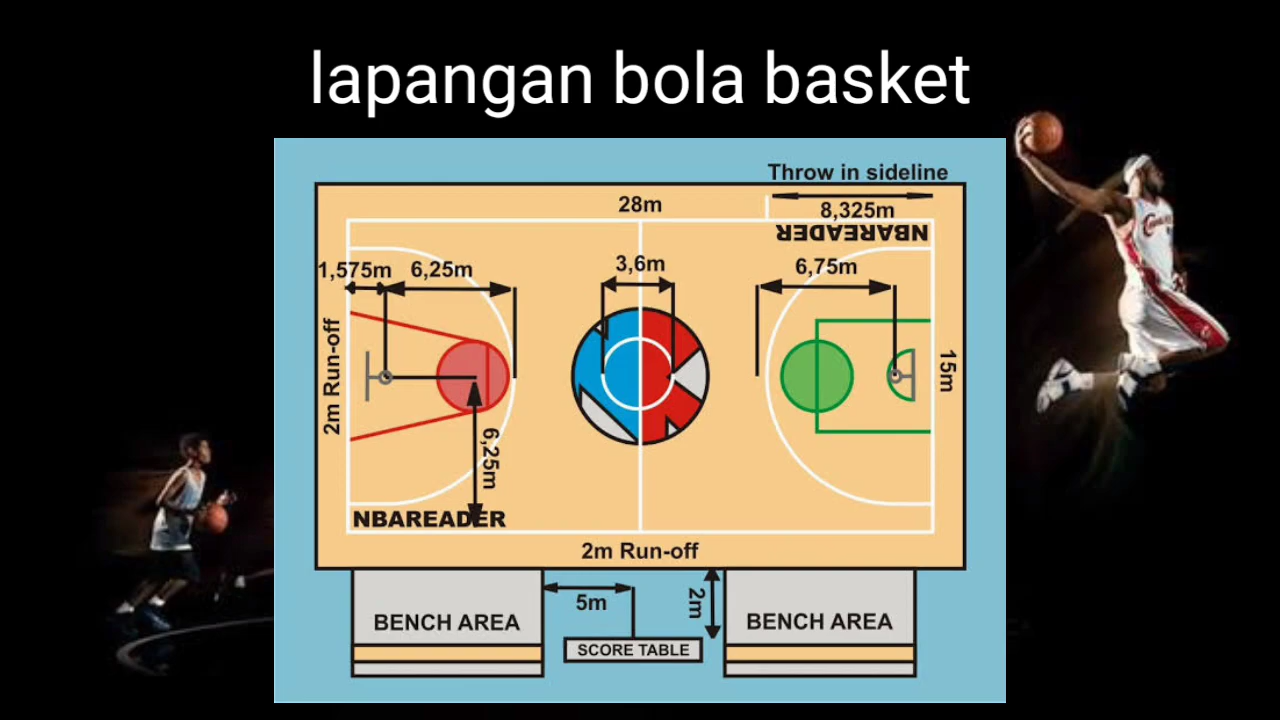 lapangan bola basket
Throw in sideline
28m
8,325m
NBAREADER
1,575m
6,25m
3,6m
6,75m
2m Run-off
15m
6,25m
NBAREADER
2m Run-off
5m
2m
BENCH AREA
BENCH AREA
SCORE TABLE